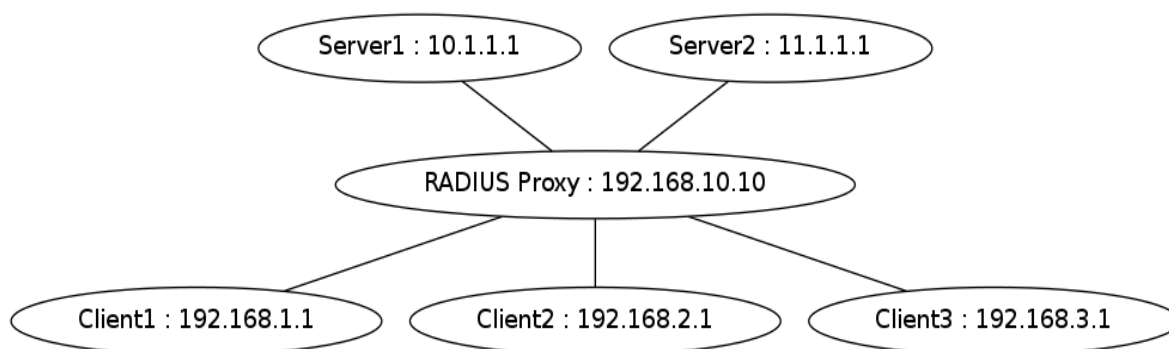 Server1 : 10.1.1.1
Server2 : 11.1.1.1
RADIUS Proxy : 192.168.10.10
Client1 : 192.168.1.1
Client2 : 192.168.2.1
Client3 : 192.168.3.1